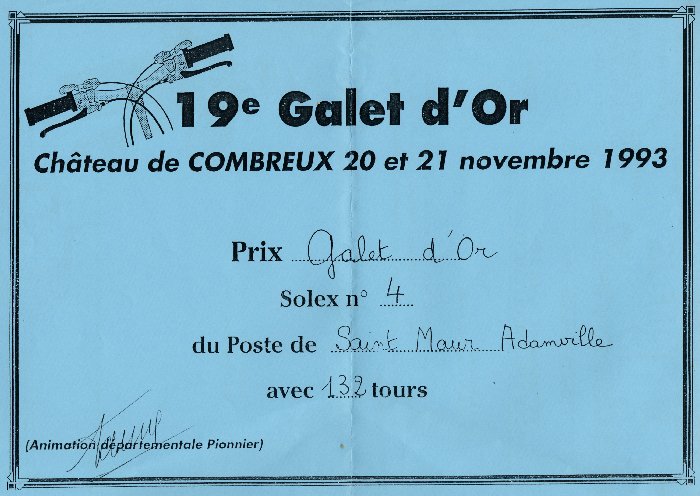 19e Galet d'Or
Château de COMBREUX 20 et 21 novembre 1993
Prix Galet d'Or
Solex n° 4
du Poste de Saint Maur Adamville
avec 132 tours
(Animation départementale Pionnier)